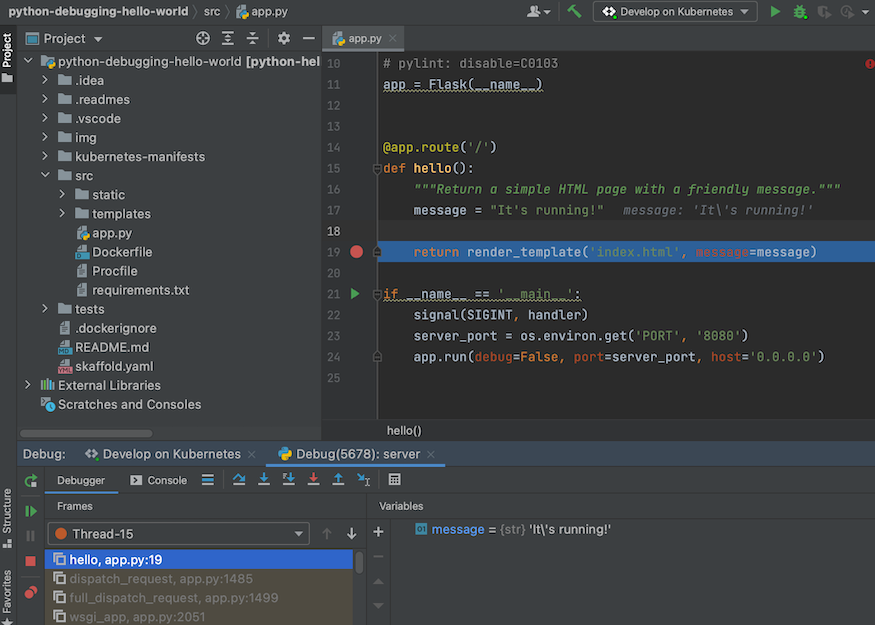 python-debugging-hello-world src app.py
Develop on Kubernetes
Project
Project
app.py
python-debugging-hello-world [python-hel
.idea
.readmes
.vscode
img
kubernetes-manifests
src
static
templates
app.py
Dockerfile
Procfile
requirements.txt
tests
.dockerignore
README.md
skaffold.yaml
External Libraries
Scratches and Consoles
10 # pylint: disable=C0103
11 app = Flask(__name__)
12
13
14 @app.route('/')
15 def hello():
16 """Return a simple HTML page with a friendly message."""
17 message = "It's running!" message: 'It\'s running!'
18
19 return render_template('index.html', message=message)
20
21 if __name__ == '__main__':
22 signal(SIGINT, handler)
23 server_port = os.environ.get('PORT', '8080')
24 app.run(debug=False, port=server_port, host='0.0.0.0')
25
hello()
Debug: Develop on Kubernetes Debug(5678): server
Debugger Console
Structure
Favorites
Frames
Thread-15
hello, app.py:19
dispatch_request, app.py:1485
full_dispatch_request, app.py:1499
wsgi_app, app.py:2051
Variables
message = {str} 'It\'s running!'